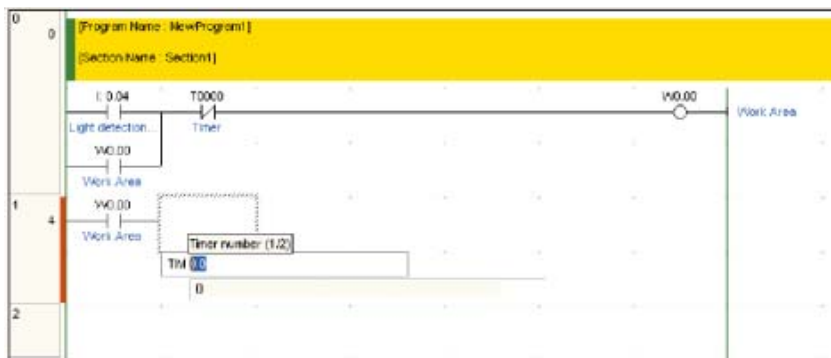 0
0
[Program Name : NewProgram1]
[Section Name : Section1]
I: 0.04 T0000 W0.00
Light detection... Timer Work Area
W0.00
Work Area
1
4
W0.00
Work Area
Timer number (1/2)
TIM 0 0
0
2